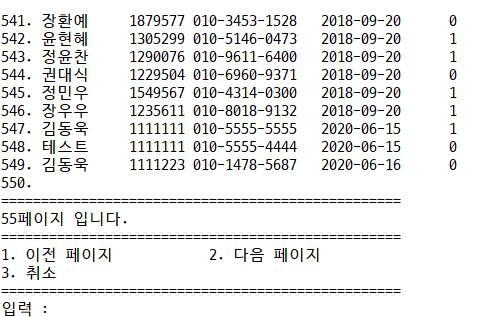 541. 장환예 1879577 010-3453-1528 2018-09-20 0
542. 윤현혜 1305299 010-5146-0473 2018-09-20 1
543. 정윤찬 1290076 010-9611-6400 2018-09-20 1
544. 권대식 1229504 010-6960-9371 2018-09-20 0
545. 정민우 1549567 010-4314-0300 2018-09-20 1
546. 장우우 1235611 010-8018-9132 2018-09-20 1
547. 김동욱 1111111 010-5555-5555 2020-06-15 1
548. 테스트 1111111 010-5555-4444 2020-06-15 0
549. 김동욱 1111223 010-1478-5687 2020-06-16 0
550.
==================================================
55페이지 입니다.
==================================================
1. 이전 페이지 2. 다음 페이지
3. 취소
==================================================
입력 :